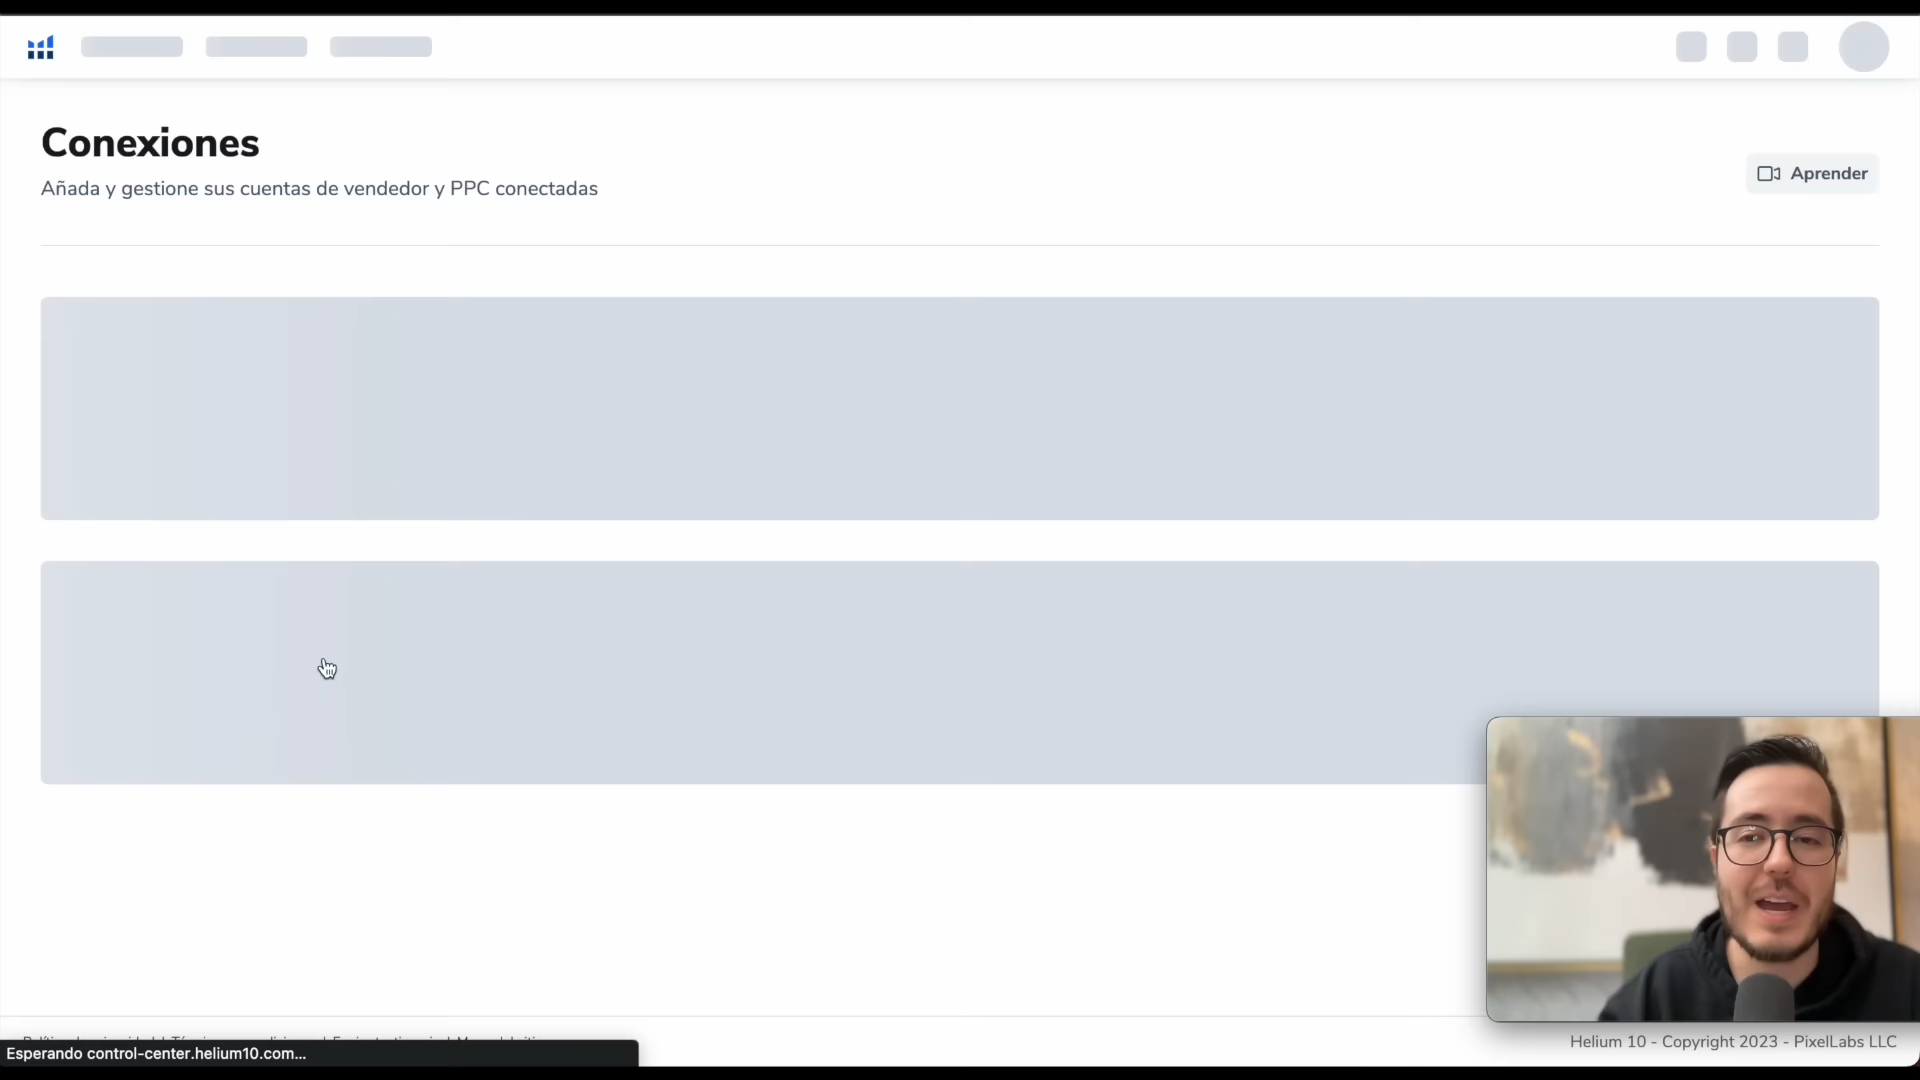 Conexiones
Añada y gestione sus cuentas de vendedor y PPC conectadas
Aprender
Esperando control-center.helium10.com...
Helium 10 - Copyright 2023 - PixelLabs LLC